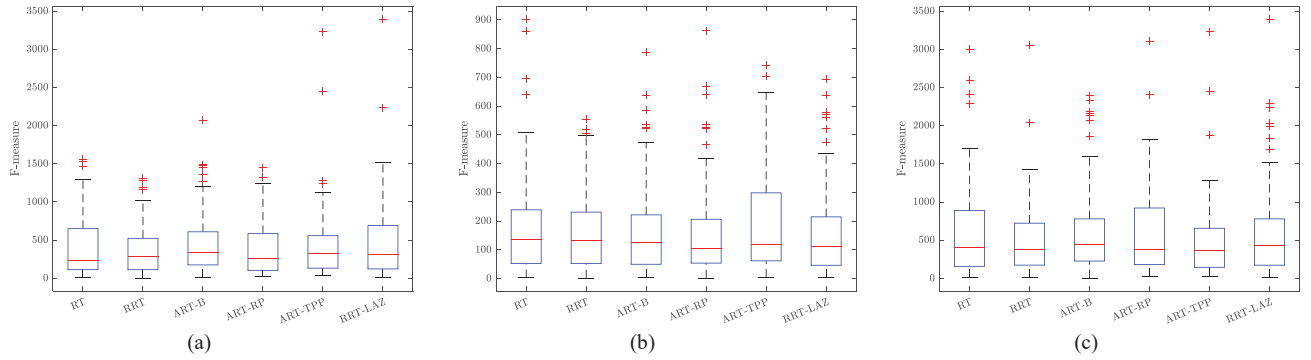 F-measure
3500
3000
2500
2000
1500
1000
500
0
RT
RRT
ART-B
ART-RP
ART-TPP
RRT-LAZ
(a)
F-measure
900
800
700
600
500
400
300
200
100
0
RT
RRT
ART-B
ART-RP
ART-TPP
RRT-LAZ
(b)
F-measure
3500
3000
2500
2000
1500
1000
500
0
RT
RRT
ART-B
ART-RP
ART-TPP
RRT-LAZ
(c)